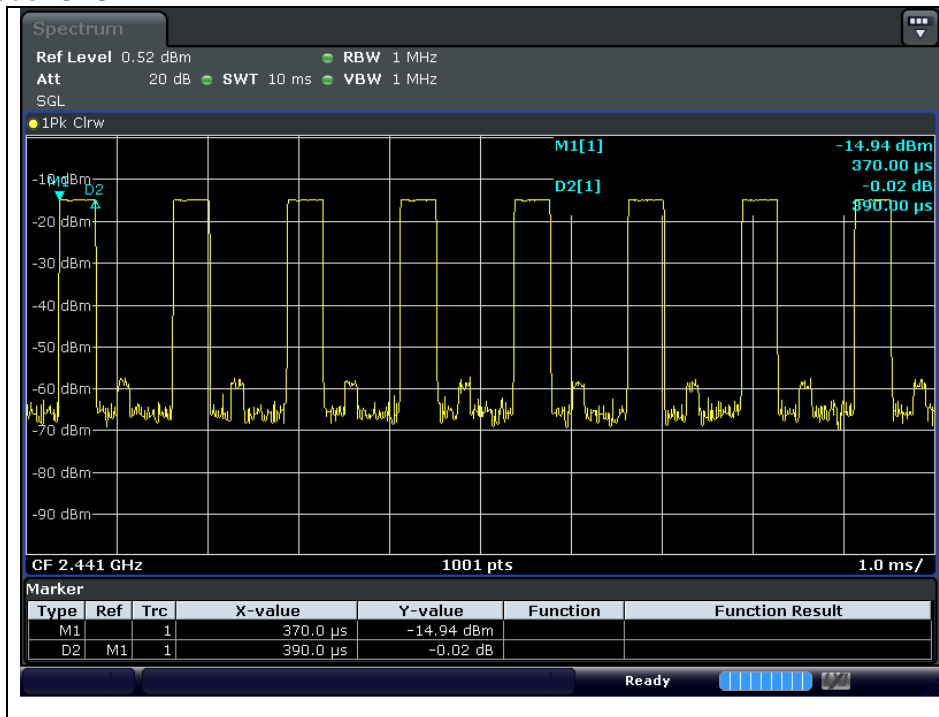 Spectrum
Ref Level 0.52 dBm RBW 1 MHz
Att 20 dB SWT 10 ms VBW 1 MHz
SGL
1Pk Clrw
M1[1] -14.94 dBm
370.00 µs
D2[1] -0.02 dB
390.00 µs
-10 dBm
M1
D2
-20 dBm
-30 dBm
-40 dBm
-50 dBm
-60 dBm
-70 dBm
-80 dBm
-90 dBm
CF 2.441 GHz 1001 pts 1.0 ms/
Marker
Type Ref Trc X-value Y-value Function Function Result
M1 1 370.0 µs -14.94 dBm
D2 M1 1 390.0 µs -0.02 dB
Ready